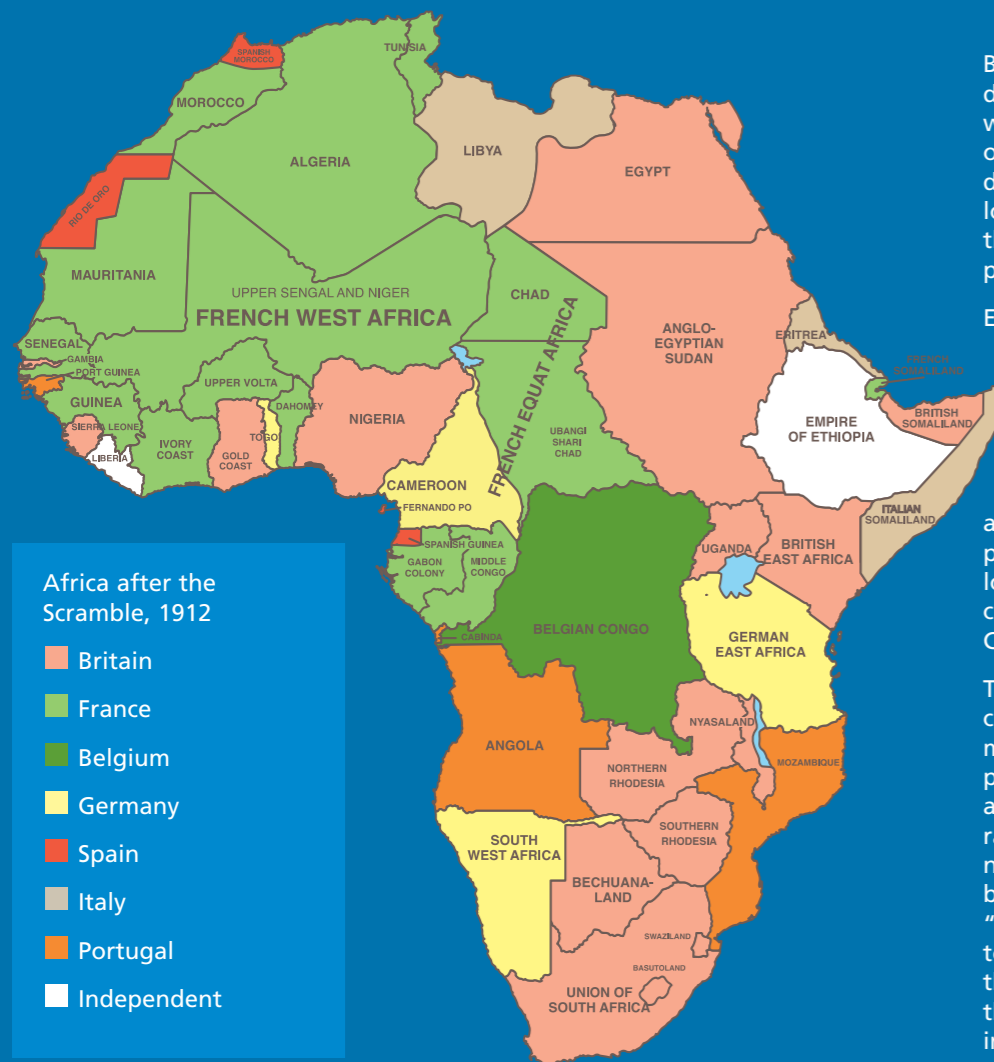 SPANISH
MOROCCO
TUNISIA
MOROCCO
ALGERIA
LIBYA
EGYPT
RIO DE ORO
MAURITANIA
UPPER SENGAL AND NIGER
FRENCH WEST AFRICA
CHAD
FRENCH EQUAT AFRICA
ANGLO-
EGYPTIAN
SUDAN
ERITREA
FRENCH
SOMALILAND
SENEGAL
GAMBIA
PORT GUINEA
GUINEA
SIERRA LEONE
LIBERIA
IVORY
COAST
UPPER VOLTA
GOLD
COAST
TOGO
DAHOMEY
NIGERIA
UBANGI
SHARI
CHAD
EMPIRE
OF ETHIOPIA
BRITISH
SOMALILAND
CAMEROON
FERNANDO PO
ITALIAN
SOMALILAND
SPANISH GUINEA
GABON
COLONY
MIDDLE
CONGO
UGANDA
BRITISH
EAST AFRICA
BELGIAN CONGO
CABINDA
GERMAN
EAST AFRICA
ANGOLA
NYASALAND
NORTHERN
RHODESIA
MOZAMBIQUE
SOUTH
WEST AFRICA
SOUTHERN
RHODESIA
BECHUANA-
LAND
SWAZILAND
BASUTOLAND
UNION OF
SOUTH AFRICA
Africa after the
Scramble, 1912
Britain
France
Belgium
Germany
Spain
Italy
Portugal
Independent